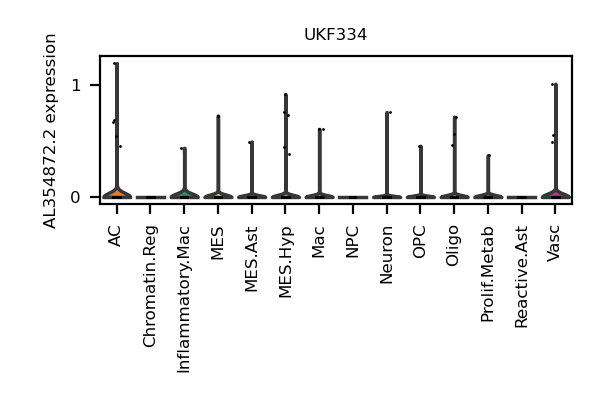 UKF334
AL354872.2 expression
1
0
AC
Chromatin.Reg
Inflammatory.Mac
MES
MES.Ast
MES.Hyp
Mac
NPC
Neuron
OPC
Oligo
Prolif.Metab
Reactive.Ast
Vasc